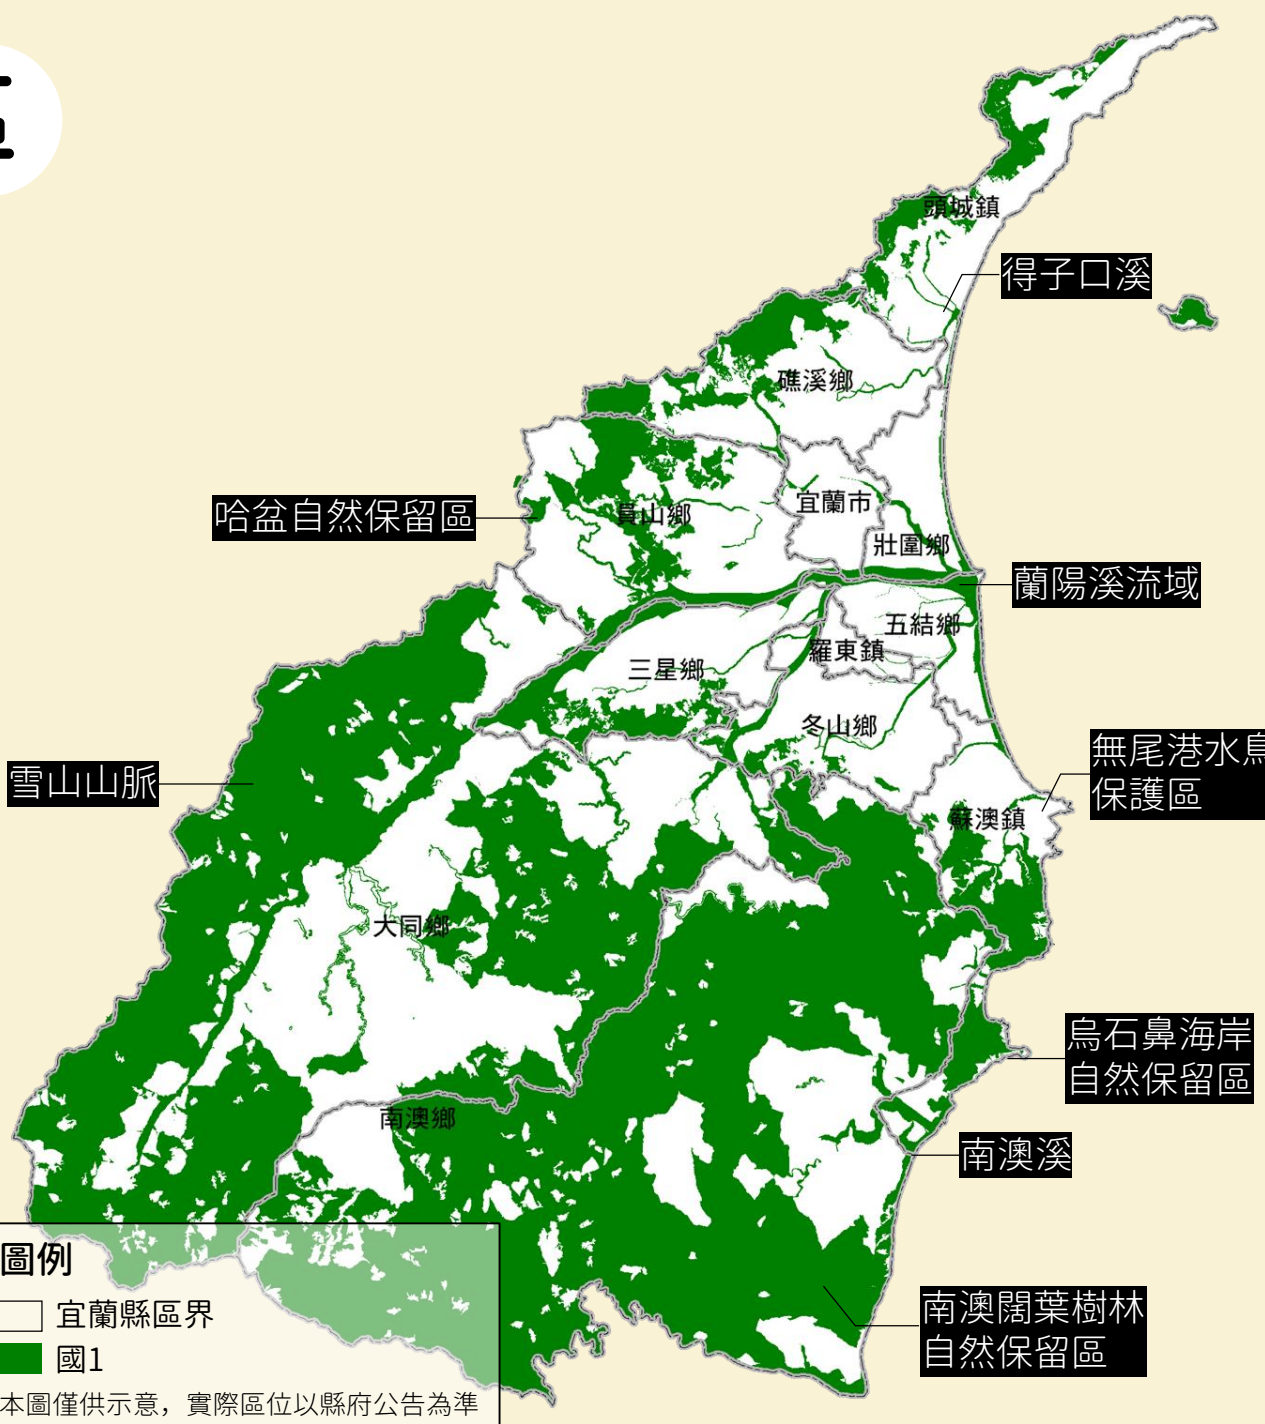 頭城鎮
得子口溪
礁溪鄉
宜蘭市
哈盆自然保留區
員山鄉
壯圍鄉
蘭陽溪流域
五結鄉
羅東鎮
三星鄉
冬山鄉
雪山山脈
無尾港水鳥
保護區
蘇澳鎮
大同鄉
烏石鼻海岸
自然保留區
南澳鄉
南澳溪
南澳闊葉樹林
自然保留區
圖例
宜蘭縣區界
國1
本圖僅供示意，實際區位以縣府公告為準